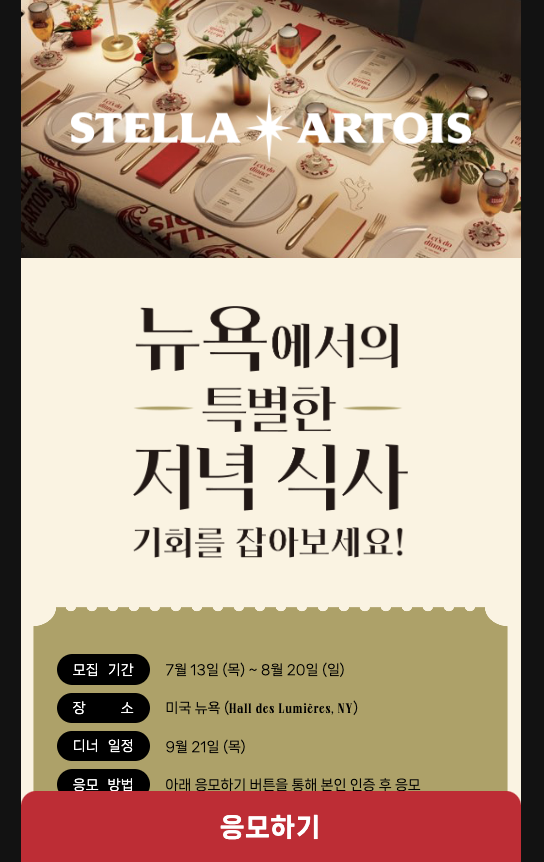 STELLA ARTOIS
뉴욕에서의
특별한
저녁 식사
기회를 잡아보세요!
모집 기간 7월 13일 (목) ~ 8월 20일 (일)
장 소 미국 뉴욕 (Hall des Lumières, NY)
디너 일정 9월 21일 (목)
응모 방법 아래 응모하기 버튼을 통해 본인 인증 후 응모
응모하기